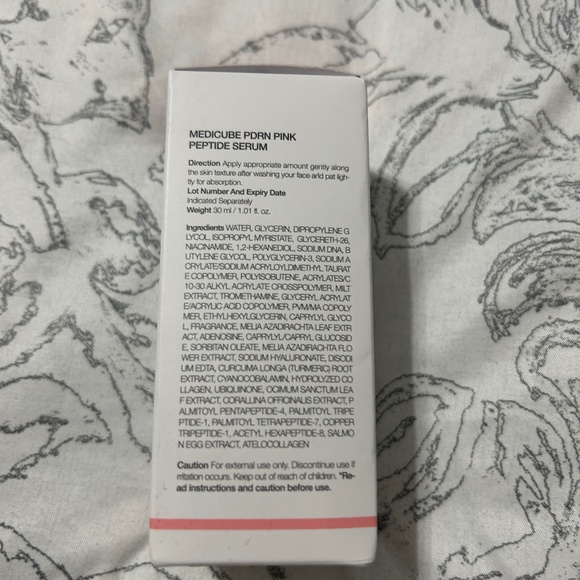 MEDICUBE PDRN PINK
PEPTIDE SERUM
Direction Apply appropriate amount gently along
the skin texture after washing your face and pat ligh-
tly for absorption.
Lot Number And Expiry Date
Indicated Separately
Weight 30 ml / 1.01 fl. oz.
Ingredients WATER, GLYCERIN, DIPROPYLENE G
LYCOL, ISOPROPYL MYRISTATE, GLYCERETH-26,
NIACINAMIDE, 1,2-HEXANEDIOL, SODIUM DNA, B
UTYLENE GLYCOL, POLYGLYCERIN-3, SODIUM A
CRYLATE/SODIUM ACRYLOYLDIMETHYL TAURAT
E COPOLYMER, POLYISOBUTENE, ACRYLATES/C
10-30 ALKYL ACRYLATE CROSSPOLYMER, MILT
EXTRACT, TROMETHAMINE, GLYCERYL ACRYLAT
E/ACRYLIC ACID COPOLYMER, PVM/MA COPOLY
MER, ETHYLHEXYLGLYCERIN, CAPRYLYL GLYCO
L, FRAGRANCE, MELIA AZADIRACHTA LEAF EXTR
ACT, ADENOSINE, CAPRYLYL/CAPRYL GLUCOSID
E, SORBITAN OLEATE, MELIA AZADIRACHTA FLO
WER EXTRACT, SODIUM HYALURONATE, DISODI
UM EDTA, CURCUMA LONGA (TURMERIC) ROOT
EXTRACT, CYANOCOBALAMIN, HYDROLYZED CO
LLAGEN, UBIQUINONE, OCIMUM SANCTUM LEA
F EXTRACT, CORALLINA OFFICINALIS EXTRACT, P
ALMITOYL PENTAPEPTIDE-4, PALMITOYL TRIPE
PTIDE-1, PALMITOYL TETRAPEPTIDE-7, COPPER
TRIPEPTIDE-1, ACETYL HEXAPEPTIDE-8, SALMO
N EGG EXTRACT, ATELOCOLLAGEN
Caution For external use only. Discontinue use if
irritation occurs. Keep out of reach of children. *Re-
ad instructions and caution before use.